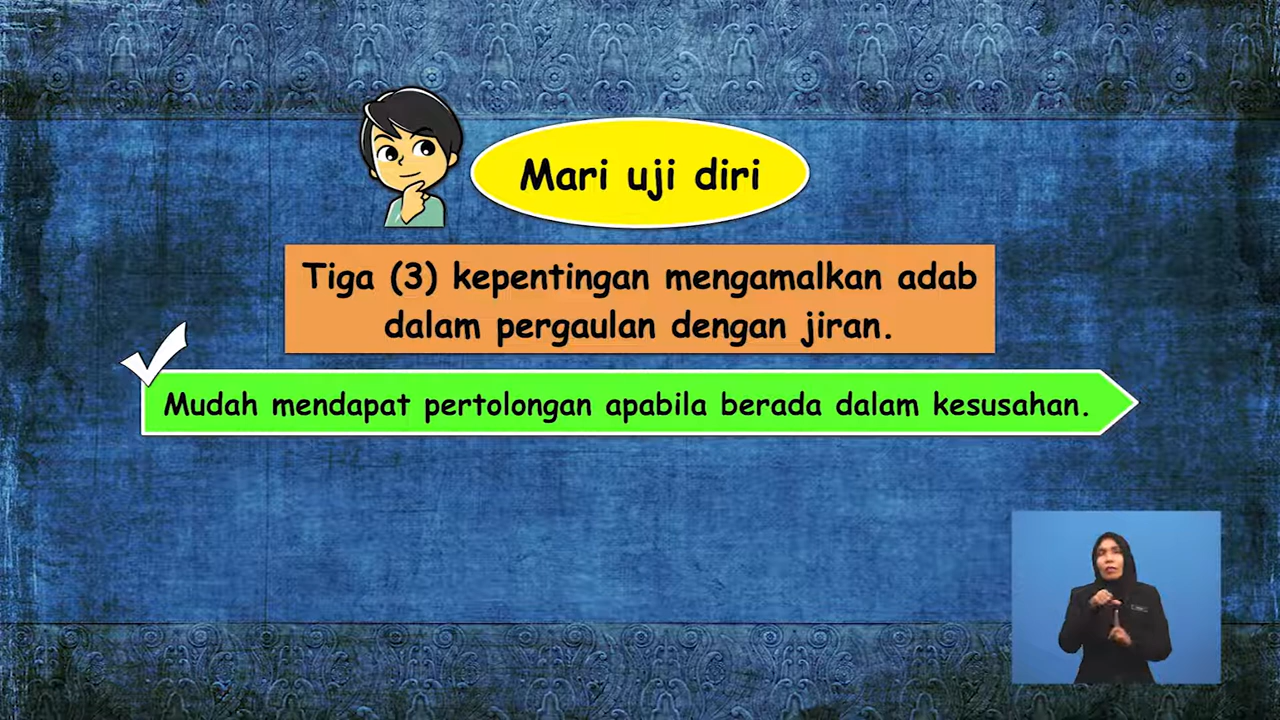 Mari uji diri
Tiga (3) kepentingan mengamalkan adab
dalam pergaulan dengan jiran.
Mudah mendapat pertolongan apabila berada dalam kesusahan.